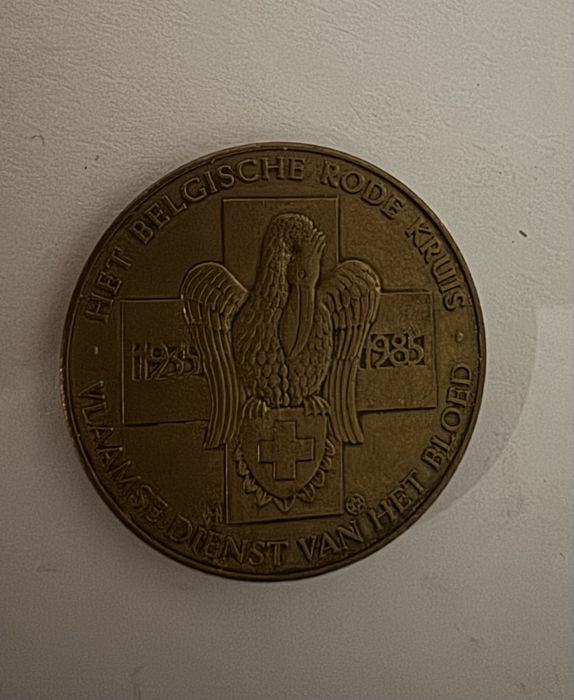 HET BELGISCHE RODE KRUIS
1935 1985
VLAAMSE DIENST VAN HET BLOED